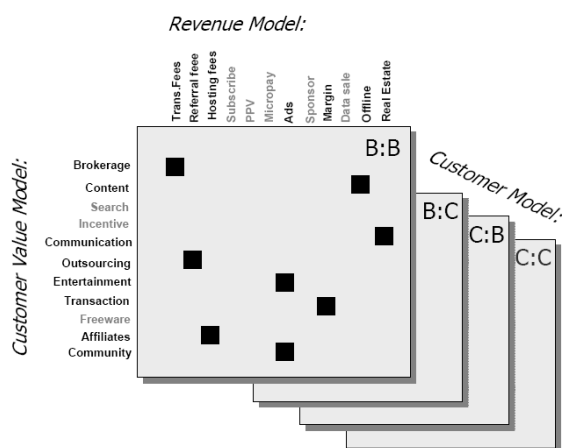 Revenue Model:
Trans.Fees
Referral feee
Hosting fees
Subscribe
PPV
Micropay
Ads
Sponsor
Margin
Data sale
Offline
Real Estate
Customer Value Model:
Brokerage
Content
Search
Incentive
Communication
Outsourcing
Entertainment
Transaction
Freeware
Affiliates
Community
Customer Model:
B:B
B:C
C:B
C:C